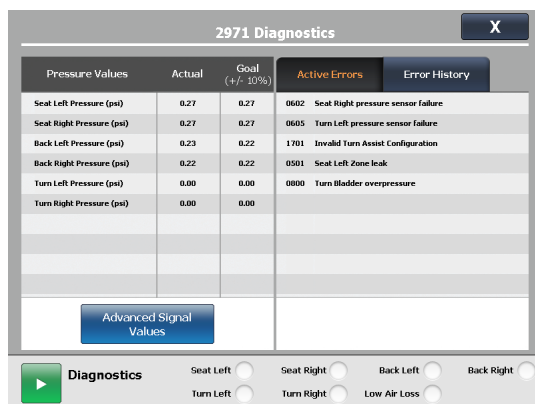 2971 Diagnostics
X
Pressure Values Actual Goal
(+/- 10%)
Seat Left Pressure (psi) 0.27 0.27
Seat Right Pressure (psi) 0.27 0.27
Back Left Pressure (psi) 0.23 0.22
Back Right Pressure (psi) 0.22 0.22
Turn Left Pressure (psi) 0.00 0.00
Turn Right Pressure (psi) 0.00 0.00
Advanced Signal
Values
Active Errors Error History
0602 Seat Right pressure sensor failure
0605 Turn Left pressure sensor failure
1701 Invalid Turn Assist Configuration
0501 Seat Left Zone leak
0800 Turn Bladder overpressure
Diagnostics
Seat Left Seat Right Back Left Back Right
Turn Left Turn Right Low Air Loss